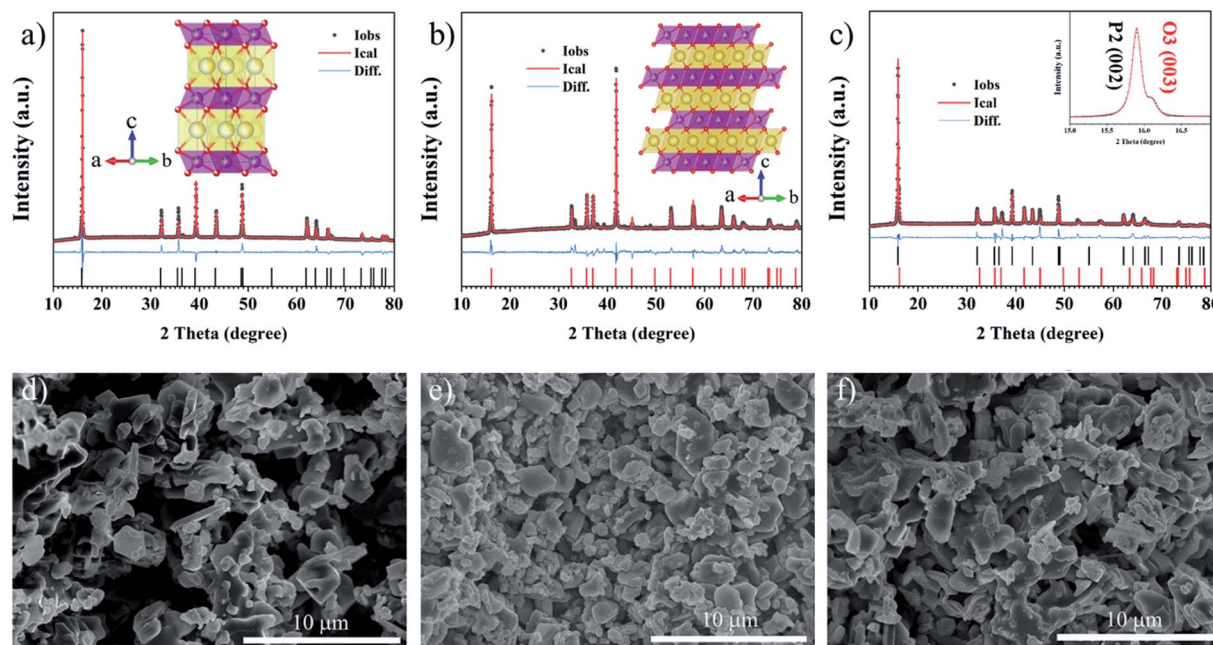 a)
Intensity (a.u.)
Iobs
Ical
Diff.
c
a
b
10 20 30 40 50 60 70 80
2 Theta (degree)
b)
Intensity (a.u.)
Iobs
Ical
Diff.
c
a
b
10 20 30 40 50 60 70 80
2 Theta (degree)
c)
Intensity (a.u.)
Iobs
Ical
Diff.
Intensity (a.u.)
P2 (002)
O3 (003)
15.0 15.5 16.0 16.5
2 Theta (degree)
10 20 30 40 50 60 70 80
2 Theta (degree)
d)
10 μm
e)
10 μm
f)
10 μm